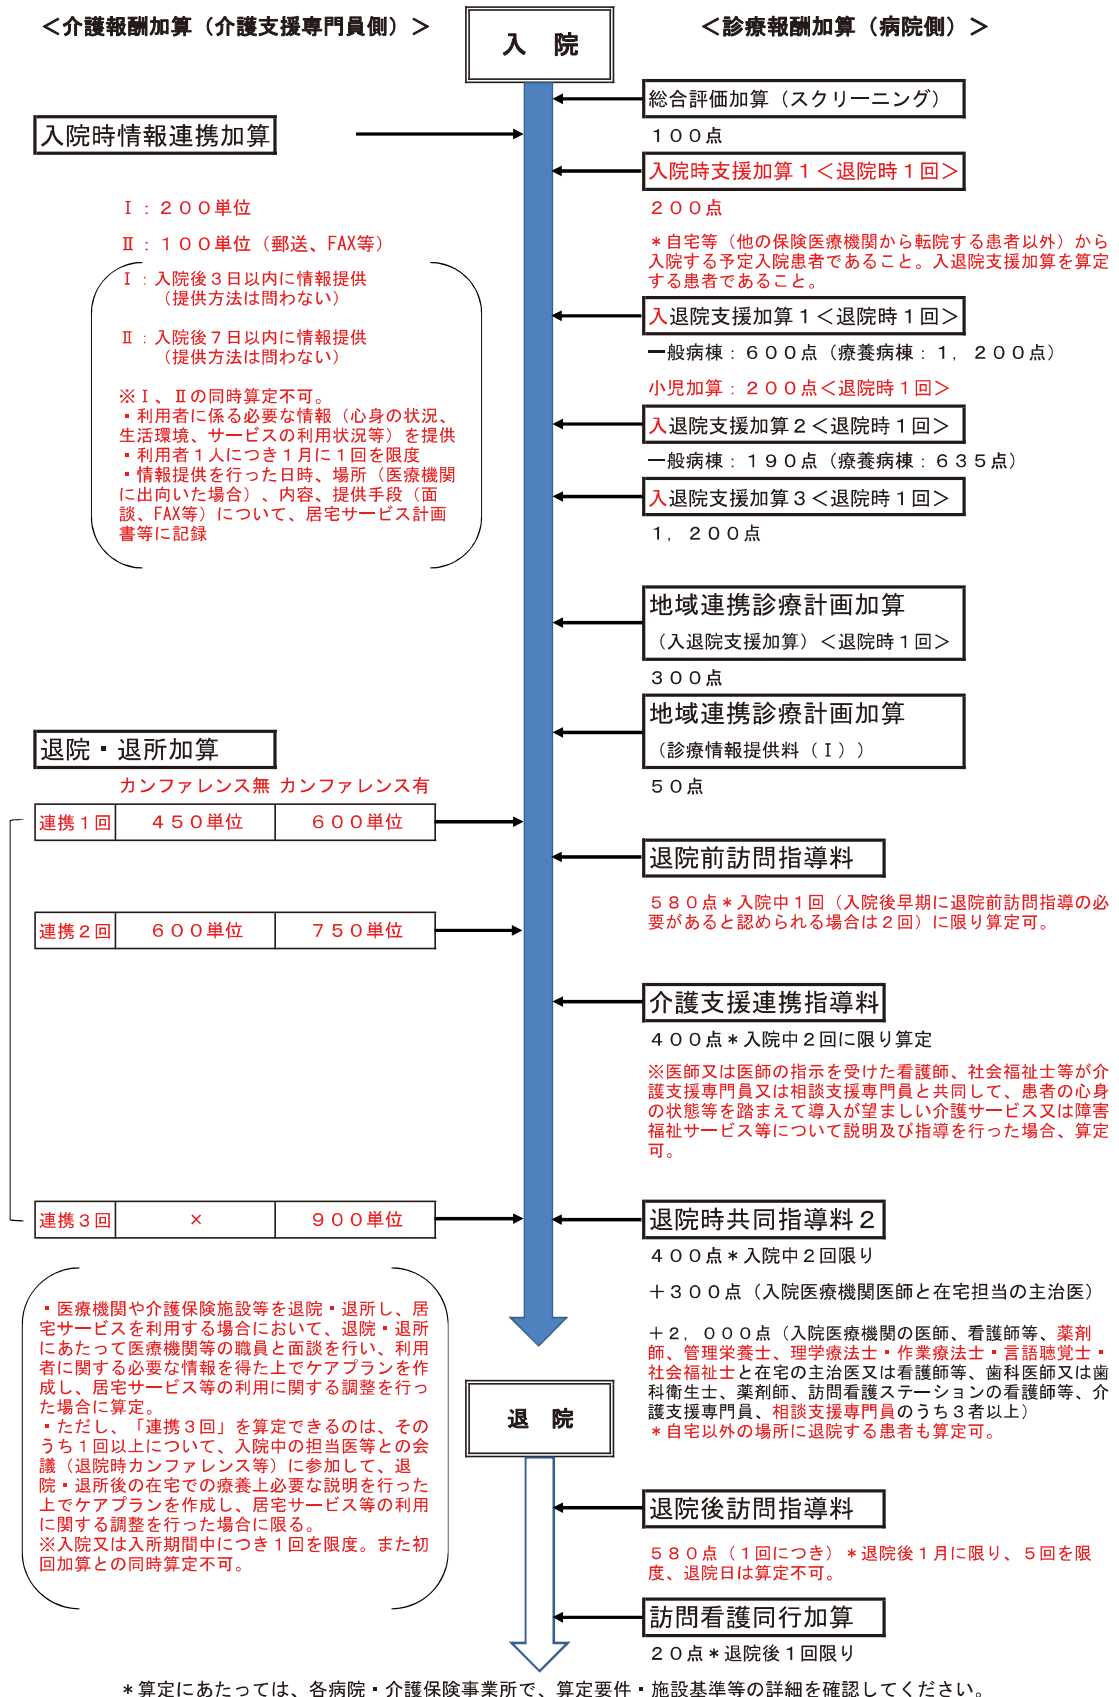 ＜介護報酬加算（介護支援専門員側）＞
入　院
＜診療報酬加算（病院側）＞
入院時情報連携加算
Ⅰ：２００単位
Ⅱ：１００単位（郵送、FAX等）
Ⅰ：入院後３日以内に情報提供
（提供方法は問わない）
Ⅱ：入院後７日以内に情報提供
（提供方法は問わない）
※Ⅰ、Ⅱの同時算定不可。
・利用者に係る必要な情報（心身の状況、
生活環境、サービスの利用状況等）を提供
・利用者１人につき１月に１回を限度
・情報提供を行った日時、場所（医療機関
に出向いた場合）、内容、提供手段（面
談、FAX等）について、居宅サービス計画
書等に記録
総合評価加算（スクリーニング）
１００点
入院時支援加算１＜退院時１回＞
２００点
＊自宅等（他の保険医療機関から転院する患者以外）から
入院する予定入院患者であること。入退院支援加算を算定
する患者であること。
入退院支援加算１＜退院時１回＞
一般病棟：６００点（療養病棟：１，２００点）
小児加算：２００点＜退院時１回＞
入退院支援加算２＜退院時１回＞
一般病棟：１９０点（療養病棟：６３５点）
入退院支援加算３＜退院時１回＞
１，２００点
地域連携診療計画加算
（入退院支援加算）＜退院時１回＞
３００点
地域連携診療計画加算
（診療情報提供料（Ⅰ））
５０点
退院・退所加算
カンファレンス無　カンファレンス有
連携１回　４５０単位　６００単位
連携２回　６００単位　７５０単位
連携３回　×　９００単位
退院前訪問指導料
５８０点＊入院中１回（入院後早期に退院前訪問指導の必
要があると認められる場合は２回）に限り算定可。
介護支援連携指導料
４００点＊入院中２回に限り算定
※医師又は医師の指示を受けた看護師、社会福祉士等が介
護支援専門員又は相談支援専門員と共同して、患者の心身
の状態等を踏まえて導入が望ましい介護サービス又は障害
福祉サービス等について説明及び指導を行った場合、算定
可。
退院時共同指導料２
４００点＊入院中２回限り
＋３００点（入院医療機関医師と在宅担当の主治医）
＋２，０００点（入院医療機関の医師、看護師等、薬剤
師、管理栄養士、理学療法士・作業療法士・言語聴覚士・
社会福祉士と在宅の主治医又は看護師等、歯科医師又は歯
科衛生士、薬剤師、訪問看護ステーションの看護師等、介
護支援専門員、相談支援専門員のうち３者以上）
＊自宅以外の場所に退院する患者も算定可。
・医療機関や介護保険施設等を退院・退所し、居
宅サービスを利用する場合において、退院・退所
にあたって医療機関等の職員と面談を行い、利用
者に関する必要な情報を得た上でケアプランを作
成し、居宅サービス等の利用に関する調整を行っ
た場合に算定。
・ただし、「連携３回」を算定できるのは、その
うち１回以上について、入院中の担当医等との会
議（退院時カンファレンス等）に参加して、退
院・退所後の在宅での療養上必要な説明を行った
上でケアプランを作成し、居宅サービス等の利用
に関する調整を行った場合に限る。
※入院又は入所期間中につき１回を限度。また初
回加算との同時算定不可。
退　院
退院後訪問指導料
５８０点（１回につき）＊退院後１月に限り、５回を限
度、退院日は算定不可。
訪問看護同行加算
２０点＊退院後１回限り
＊算定にあたっては、各病院・介護保険事業所で、算定要件・施設基準等の詳細を確認してください。